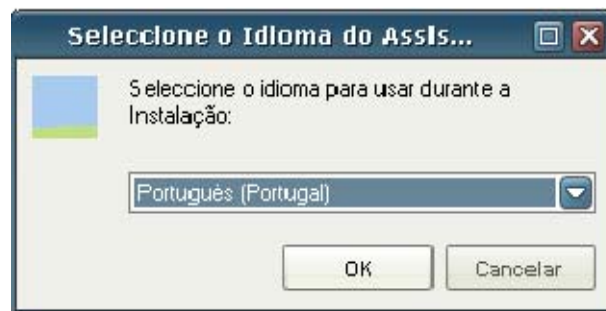 Seleccione o Idioma do Assis...
Seleccione o idioma para usar durante a
Instalação:
Português (Portugal)
OK
Cancelar